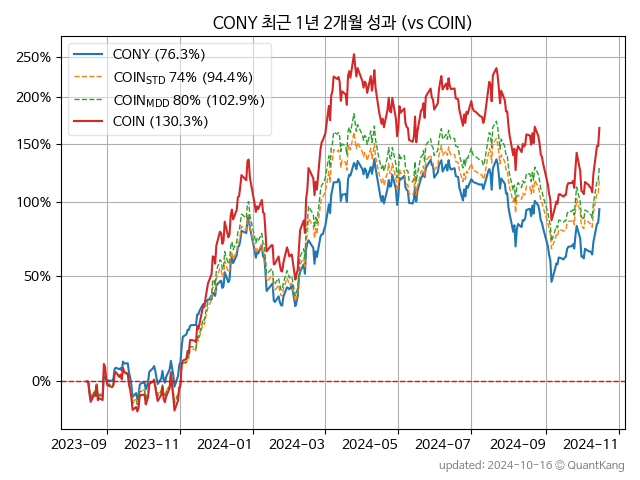 CONY 최근 1년 2개월 성과 (vs COIN)
CONY (76.3%)
COIN_STD 74% (94.4%)
COIN_MDD 80% (102.9%)
COIN (130.3%)
250%
200%
150%
100%
50%
0%
2023-09 2023-11 2024-01 2024-03 2024-05 2024-07 2024-09 2024-11
updated: 2024-10-16 © QuantKang